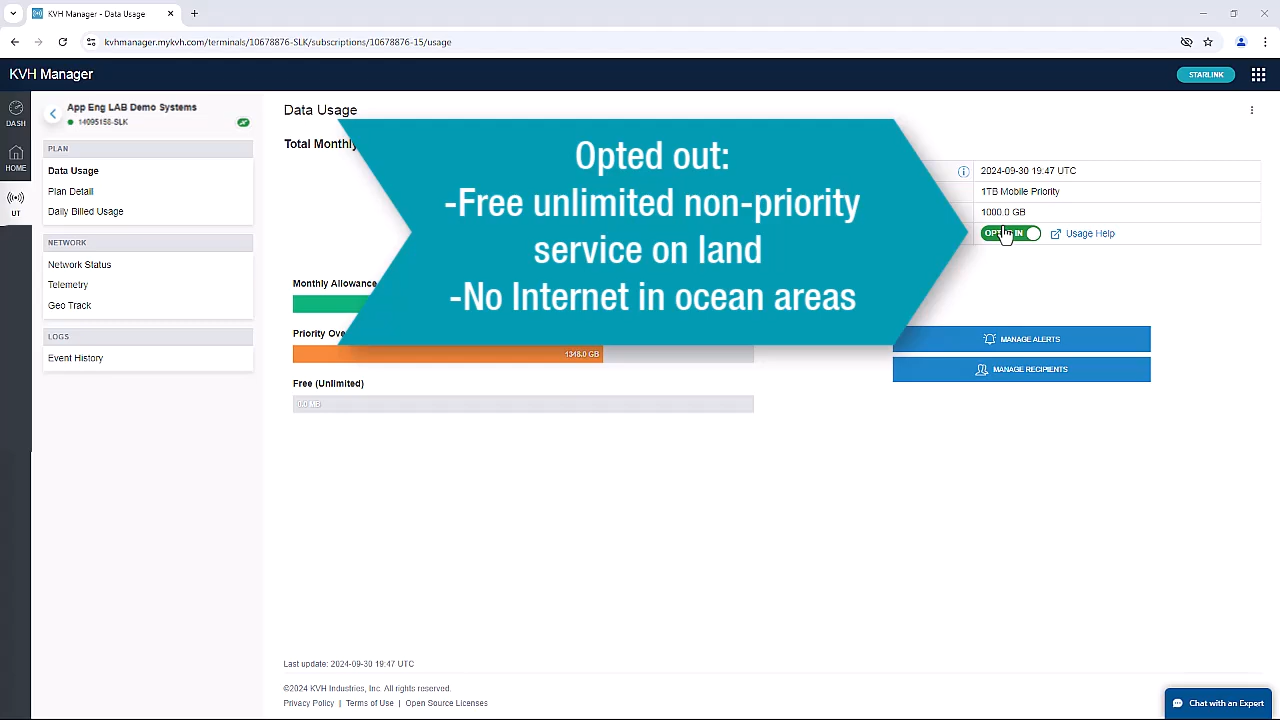 KVH Manager - Data Usage
kvhmanager.mykvh.com/terminals/10678876-SLK/subscriptions/10678876-15/usage
KVH Manager
STARLINK
DASH
HOME
UT
App Eng LAB Demo Systems
14095158-SLK
PLAN
Data Usage
Plan Detail
Daily Billed Usage
NETWORK
Network Status
Telemetry
Geo Track
LOGS
Event History
Data Usage
Total Monthly
Opted out:
-Free unlimited non-priority
service on land
-No Internet in ocean areas
2024-09-30 19:47 UTC
1TB Mobile Priority
1000.0 GB
Usage Help
Monthly Allowance
Priority
1348.0 GB
Free (Unlimited)
0.0 MB
MANAGE ALERTS
MANAGE RECIPIENTS
Last update: 2024-09-30 19:47 UTC
©2024 KVH Industries, Inc. All rights reserved.
Privacy Policy | Terms of Use | Open Source Licenses
Chat with an Expert